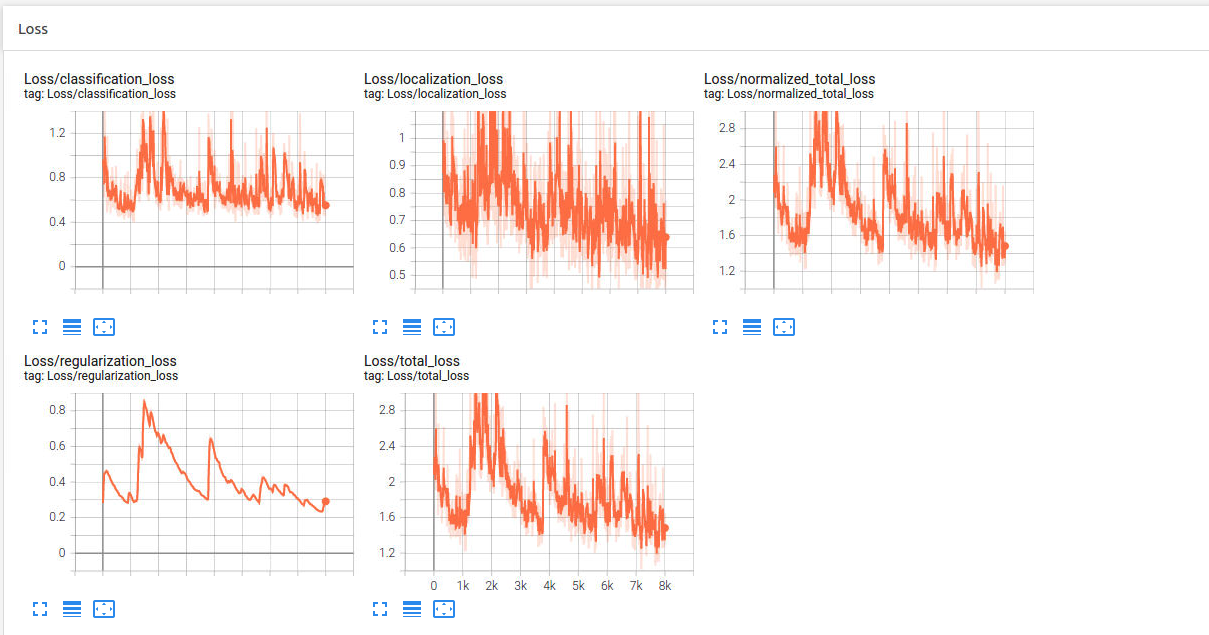 Loss
Loss/classification_loss
tag: Loss/classification_loss
1.2
0.8
0.4
0
Loss/localization_loss
tag: Loss/localization_loss
1
0.9
0.8
0.7
0.6
0.5
Loss/normalized_total_loss
tag: Loss/normalized_total_loss
2.8
2.4
2
1.6
1.2
Loss/regularization_loss
tag: Loss/regularization_loss
0.8
0.6
0.4
0.2
0
Loss/total_loss
tag: Loss/total_loss
2.8
2.4
2
1.6
1.2
0 1k 2k 3k 4k 5k 6k 7k 8k